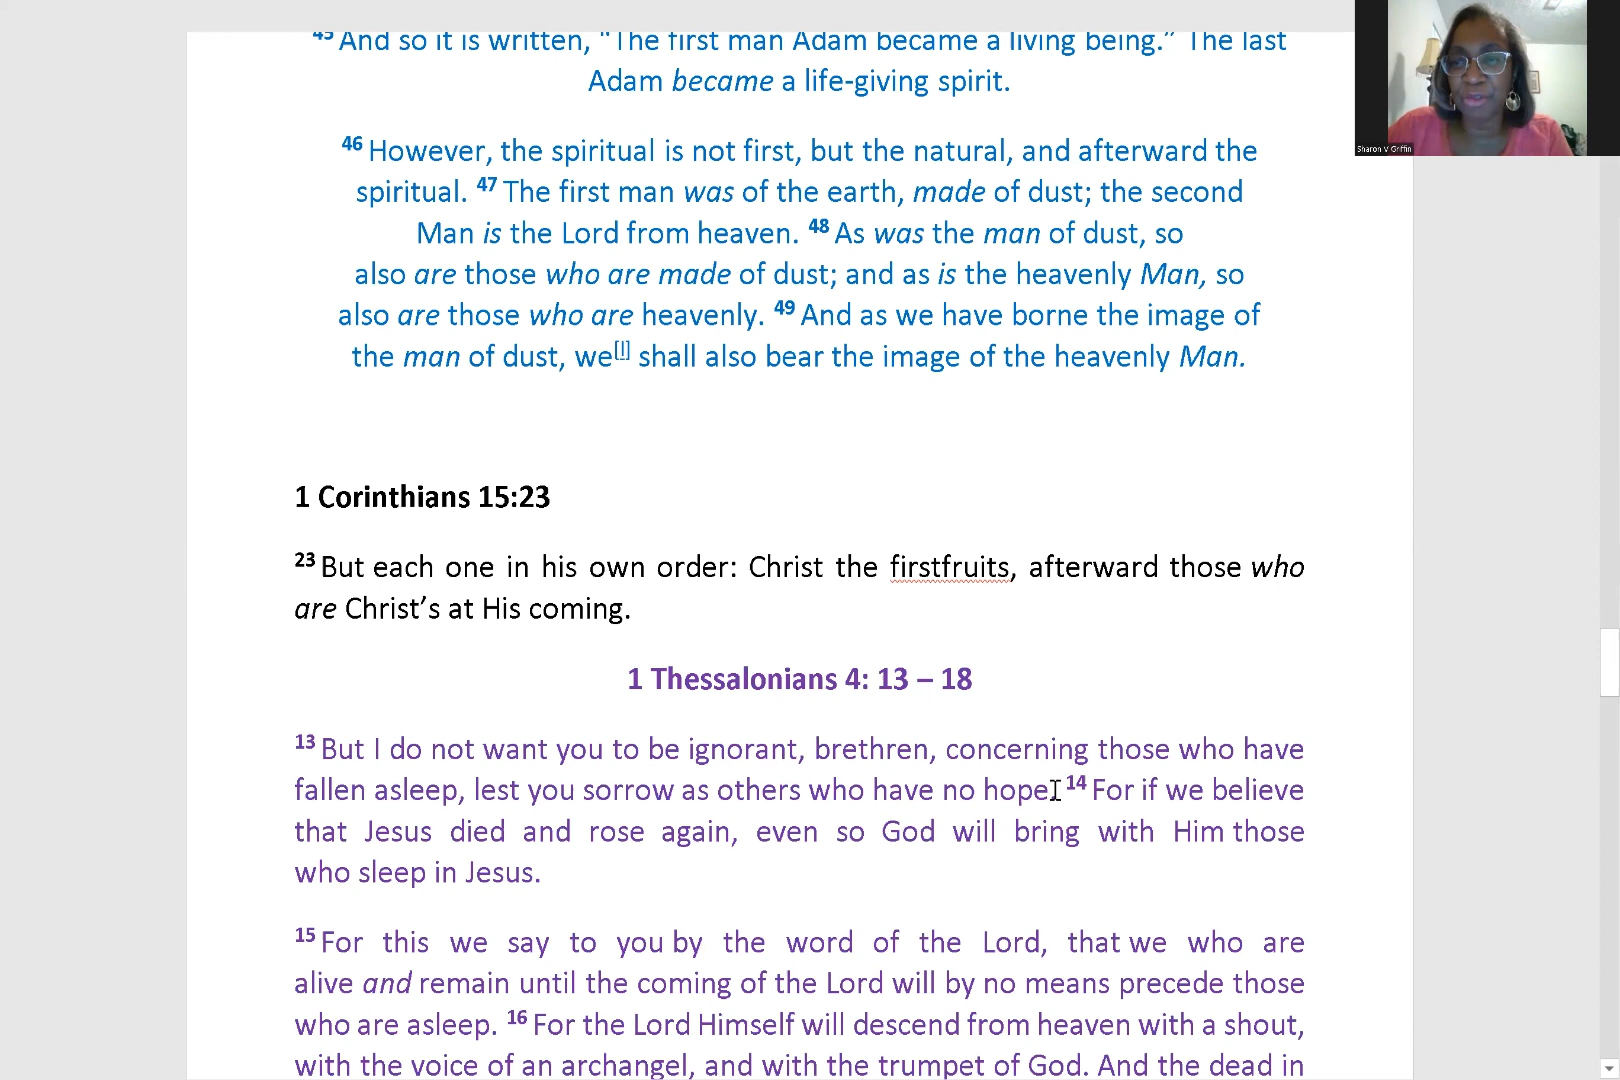 45 And so it is written, "The first man Adam became a living being." The last
Adam became a life-giving spirit.
46 However, the spiritual is not first, but the natural, and afterward the
spiritual. 47 The first man was of the earth, made of dust; the second
Man is the Lord from heaven. 48 As was the man of dust, so
also are those who are made of dust; and as is the heavenly Man, so
also are those who are heavenly. 49 And as we have borne the image of
the man of dust, we[l] shall also bear the image of the heavenly Man.
1 Corinthians 15:23
23 But each one in his own order: Christ the firstfruits, afterward those who
are Christ’s at His coming.
1 Thessalonians 4: 13 – 18
13 But I do not want you to be ignorant, brethren, concerning those who have
fallen asleep, lest you sorrow as others who have no hope. 14 For if we believe
that Jesus died and rose again, even so God will bring with Him those
who sleep in Jesus.
15 For this we say to you by the word of the Lord, that we who are
alive and remain until the coming of the Lord will by no means precede those
who are asleep. 16 For the Lord Himself will descend from heaven with a shout,
with the voice of an archangel, and with the trumpet of God. And the dead in
Sharon V Griffin